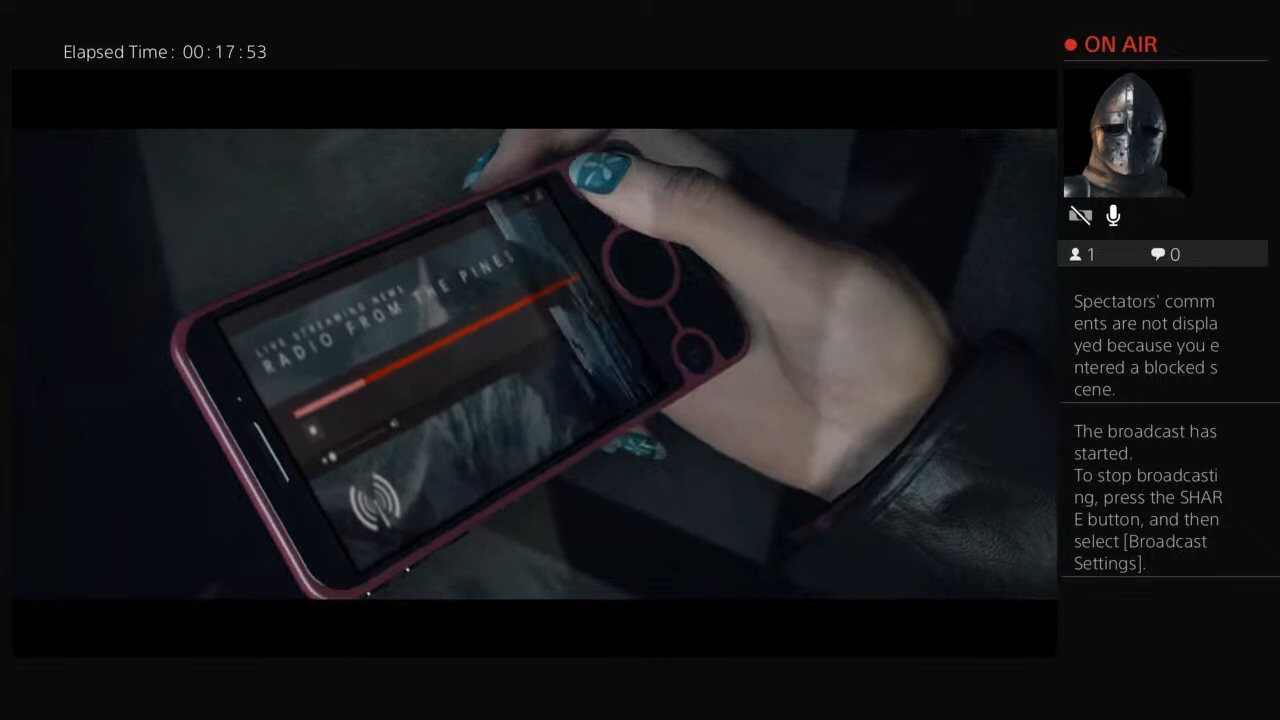 Elapsed Time: 00:17:53
ON AIR
1 0
LIVE STREAMING NEWS
RADIO FROM THE PINES
Spectators' comm
ents are not displa
yed because you e
ntered a blocked s
cene.
The broadcast has
started.
To stop broadcasti
ng, press the SHAR
E button, and then
select [Broadcast
Settings].